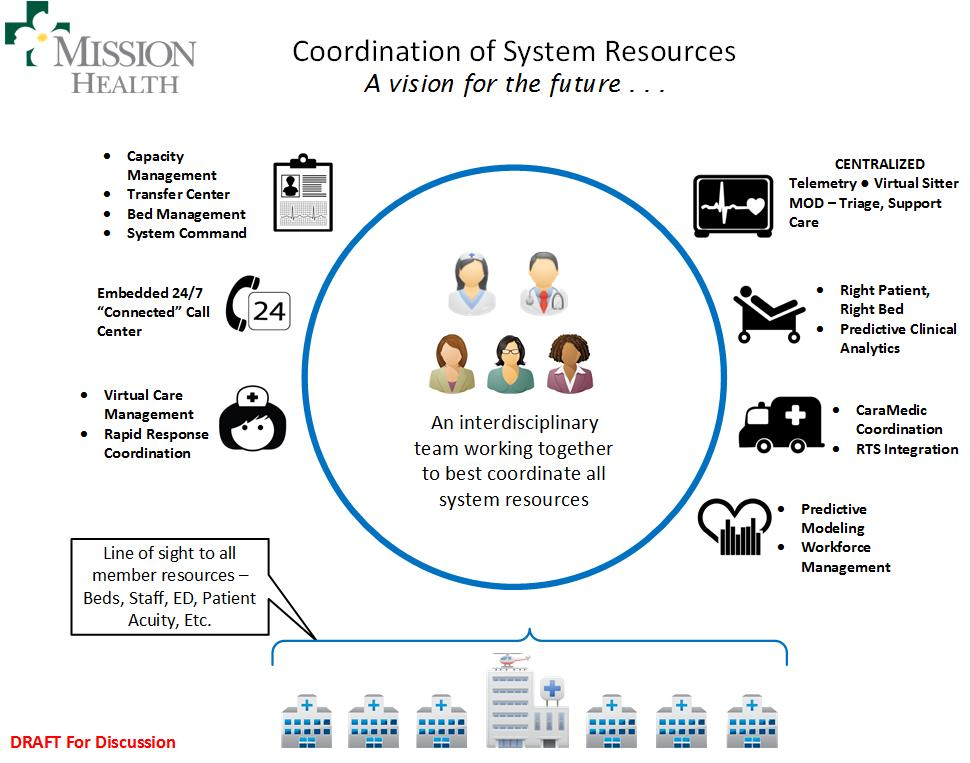 MISSION
HEALTH
Coordination of System Resources
A vision for the future . . .
• Capacity
Management
• Transfer Center
• Bed Management
• System Command
Embedded 24/7
“Connected” Call
Center
24
• Virtual Care
Management
• Rapid Response
Coordination
An interdisciplinary
team working together
to best coordinate all
system resources
CENTRALIZED
Telemetry ● Virtual Sitter
MOD – Triage, Support
Care
• Right Patient,
Right Bed
• Predictive Clinical
Analytics
• CaraMedic
Coordination
• RTS Integration
• Predictive
Modeling
• Workforce
Management
Line of sight to all
member resources –
Beds, Staff, ED, Patient
Acuity, Etc.
DRAFT For Discussion